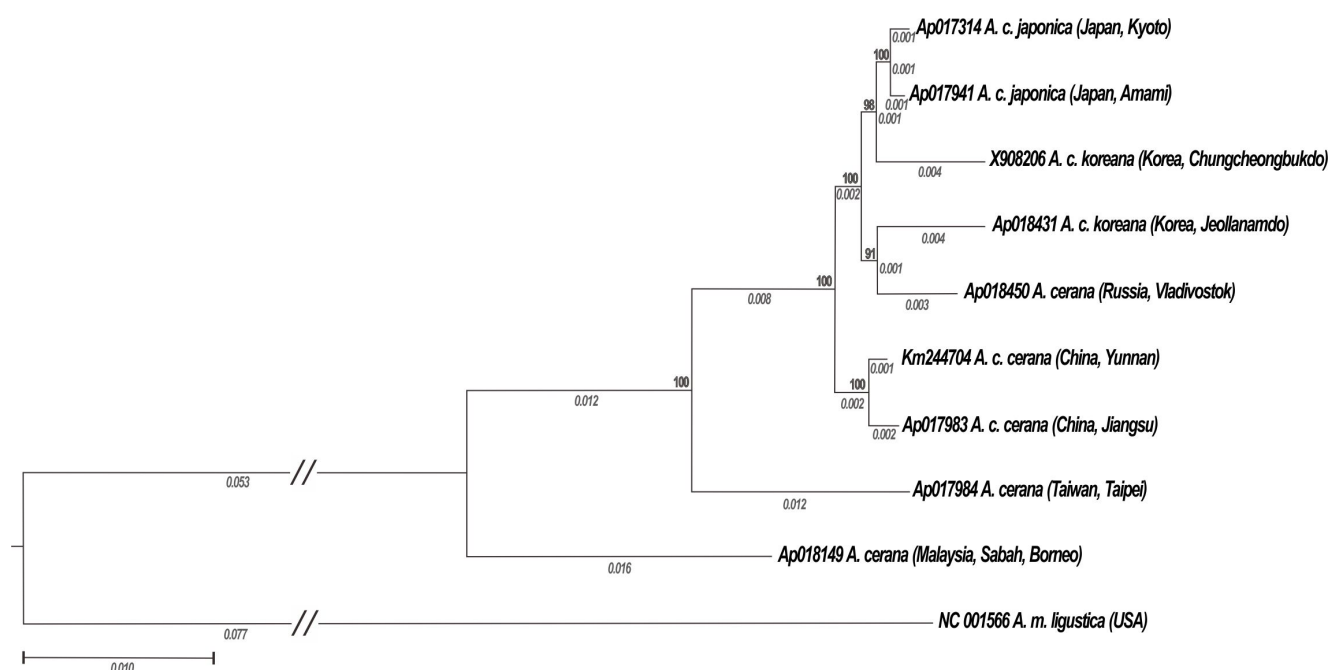 Ap017314 A. c. japonica (Japan, Kyoto)
0.001
100
0.001
Ap017941 A. c. japonica (Japan, Amami)
0.001
98
0.001
X908206 A. c. koreana (Korea, Chungcheongbukdo)
0.004
100
0.002
Ap018431 A. c. koreana (Korea, Jeollanamdo)
0.004
91
0.001
Ap018450 A. cerana (Russia, Vladivostok)
0.003
100
0.008
Km244704 A. c. cerana (China, Yunnan)
0.001
100
0.002
Ap017983 A. c. cerana (China, Jiangsu)
0.002
100
0.012
0.053
Ap017984 A. cerana (Taiwan, Taipei)
0.012
Ap018149 A. cerana (Malaysia, Sabah, Borneo)
0.016
NC 001566 A. m. ligustica (USA)
0.077
0.010